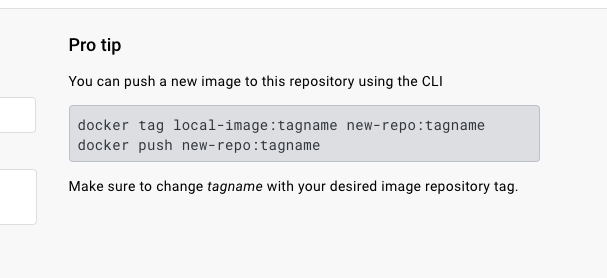 Pro tip
You can push a new image to this repository using the CLI
docker tag local-image:tagname new-repo:tagname
docker push new-repo:tagname
Make sure to change tagname with your desired image repository tag.